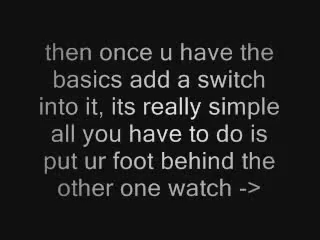 then once u have the
basics add a switch
into it, its really simple
all you have to do is
put ur foot behind the
other one watch ->